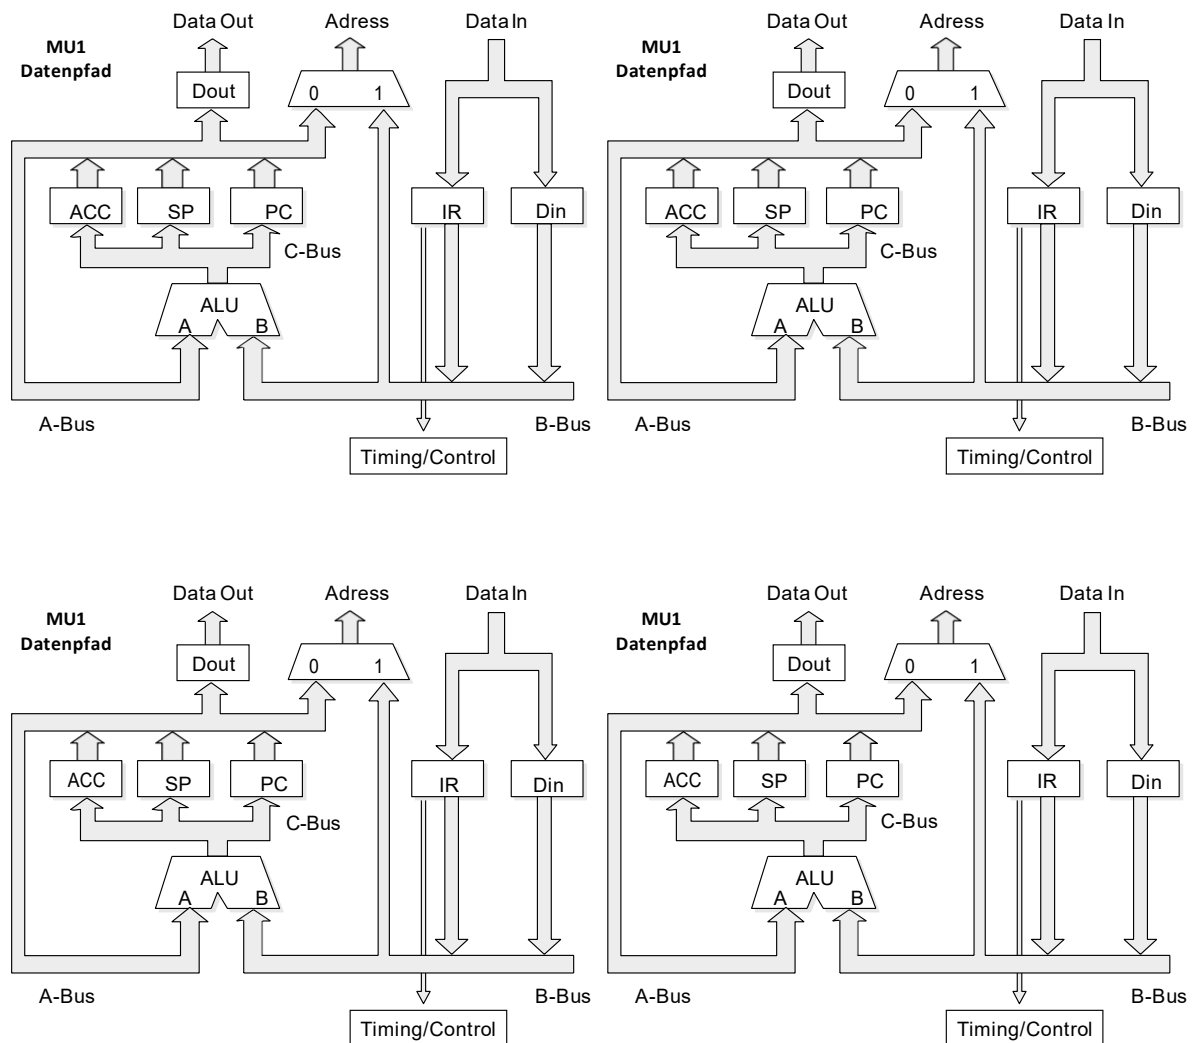 Data Out Adress Data In
MU1
Datenpfad
Dout
0 1
ACC SP PC IR Din
C-Bus
ALU
A B
A-Bus B-Bus
Timing/Control
Data Out Adress Data In
MU1
Datenpfad
Dout
0 1
ACC SP PC IR Din
C-Bus
ALU
A B
A-Bus B-Bus
Timing/Control
Data Out Adress Data In
MU1
Datenpfad
Dout
0 1
ACC SP PC IR Din
C-Bus
ALU
A B
A-Bus B-Bus
Timing/Control
Data Out Adress Data In
MU1
Datenpfad
Dout
0 1
ACC SP PC IR Din
C-Bus
ALU
A B
A-Bus B-Bus
Timing/Control